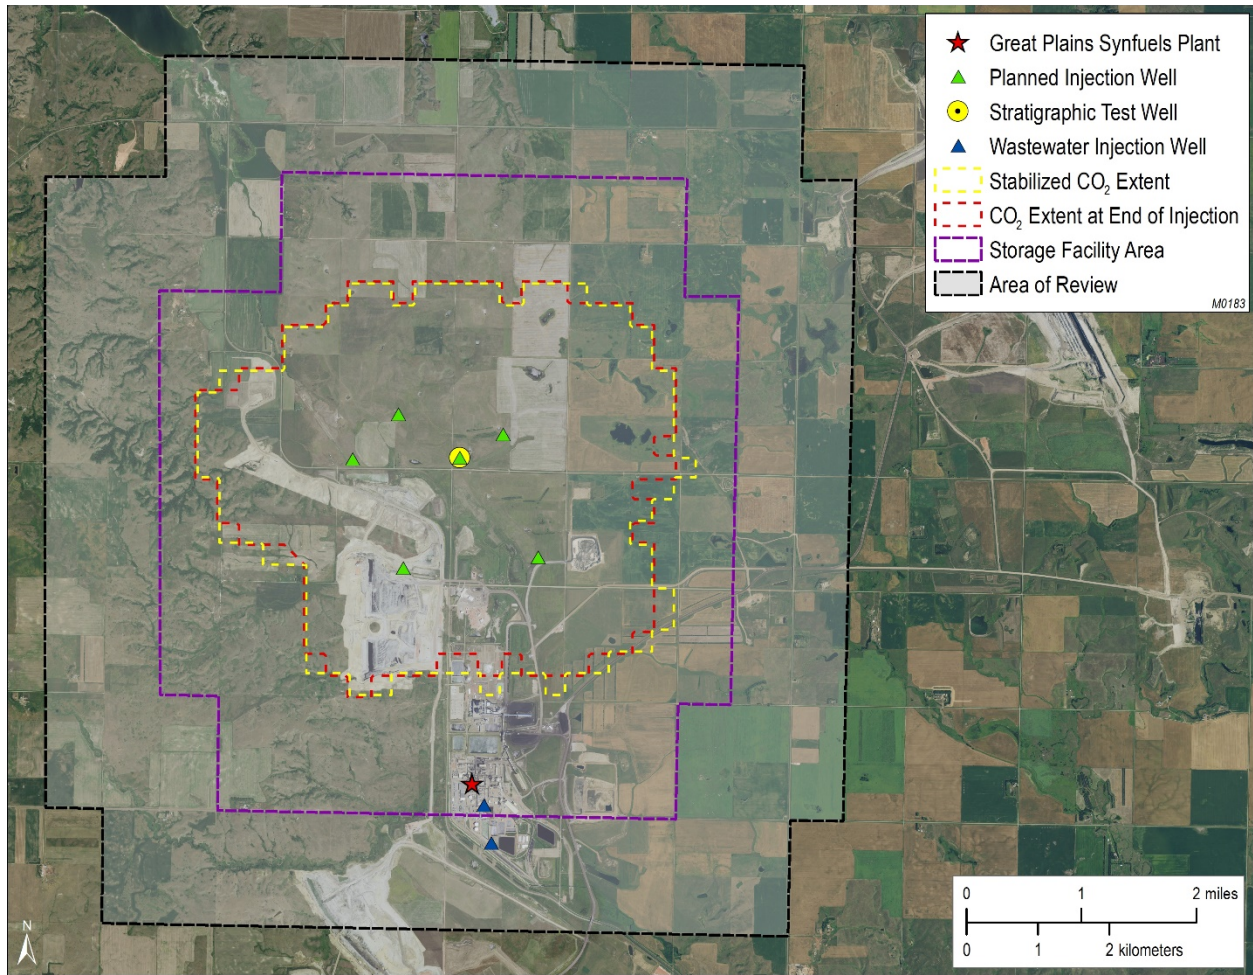 Great Plains Synfuels Plant
Planned Injection Well
Stratigraphic Test Well
Wastewater Injection Well
Stabilized CO₂ Extent
CO₂ Extent at End of Injection
Storage Facility Area
Area of Review
M0183
0 1 2 miles
0 1 2 kilometers
N